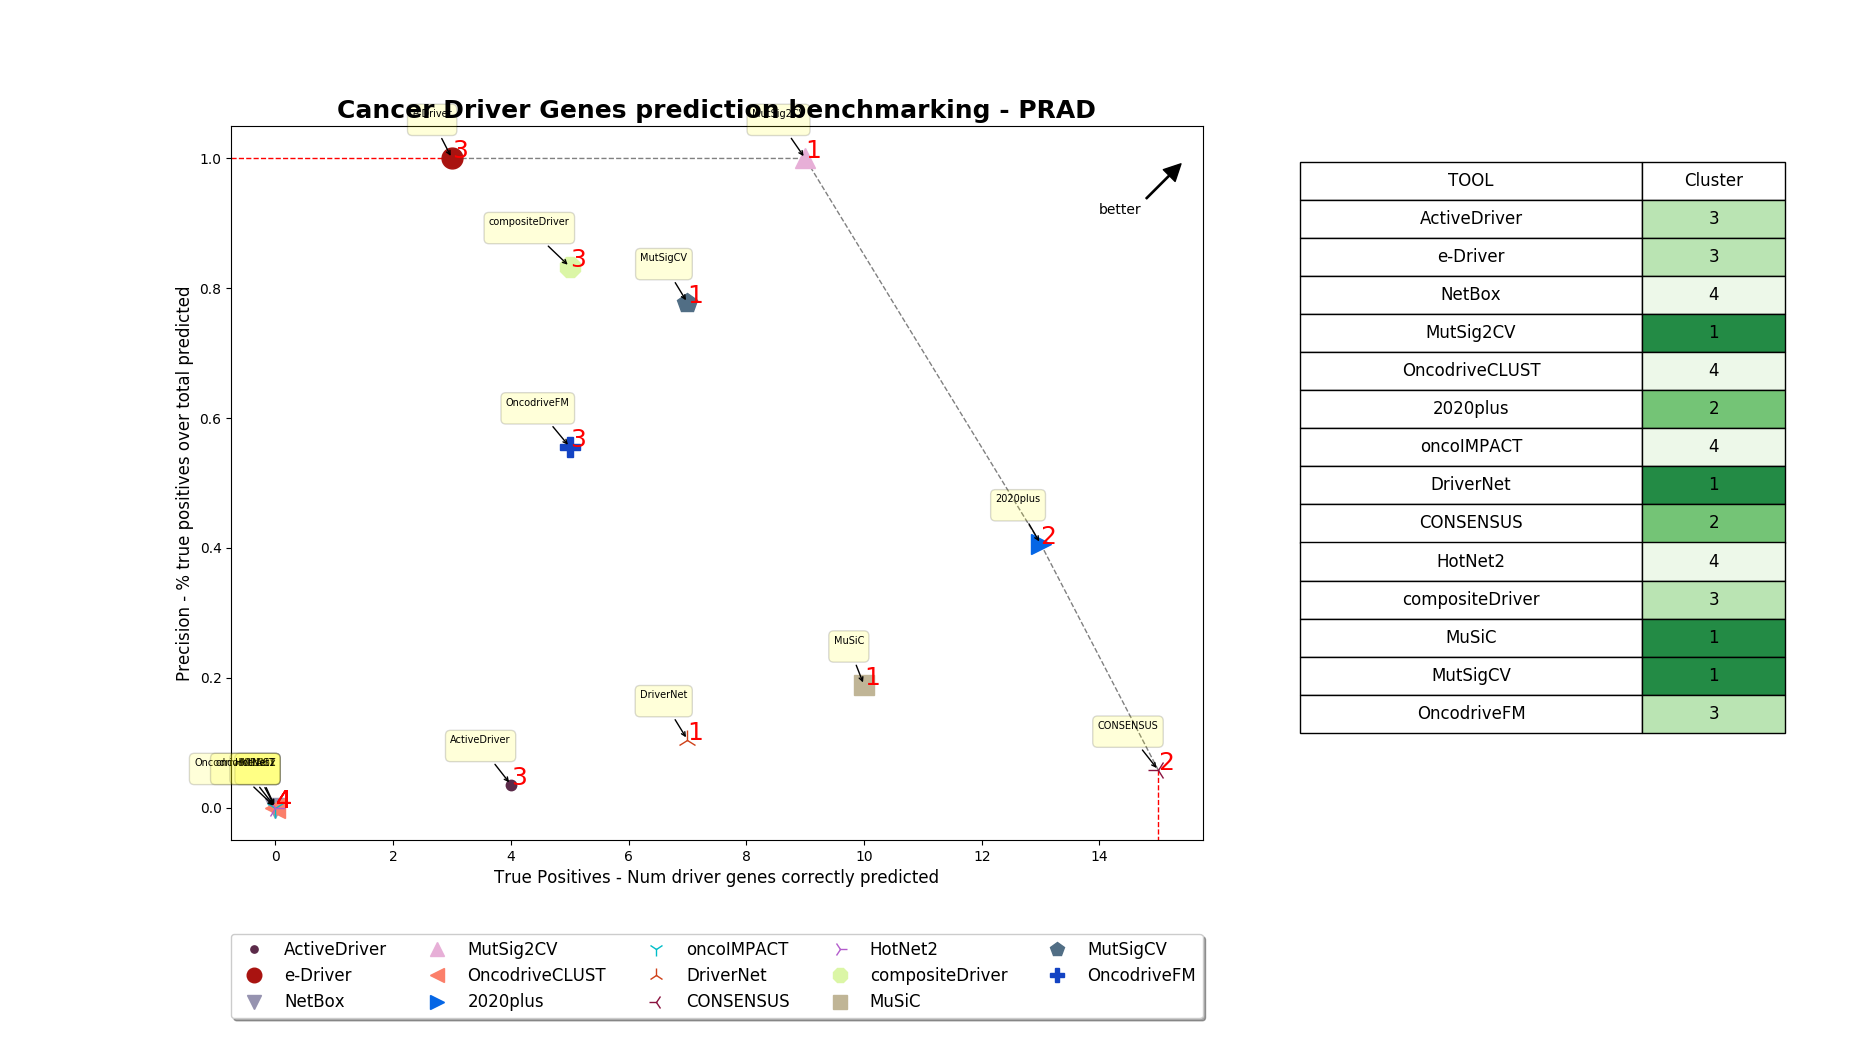 Cancer Driver Genes prediction benchmarking - PRAD
e-Driver
MutSig2CV
3
1
better
compositeDriver
3
MutSigCV
1
OncodriveFM
3
2020plus
2
MuSiC
1
DriverNet
1
CONSENSUS
2
ActiveDriver
3
4
1.0
0.8
0.6
0.4
0.2
0.0
Precision - % true positives over total predicted
0 2 4 6 8 10 12 14
True Positives - Num driver genes correctly predicted
ActiveDriver MutSig2CV oncoIMPACT HotNet2 MutSigCV
e-Driver OncodriveCLUST DriverNet compositeDriver OncodriveFM
NetBox 2020plus CONSENSUS MuSiC
TOOL Cluster
ActiveDriver 3
e-Driver 3
NetBox 4
MutSig2CV 1
OncodriveCLUST 4
2020plus 2
oncoIMPACT 4
DriverNet 1
CONSENSUS 2
HotNet2 4
compositeDriver 3
MuSiC 1
MutSigCV 1
OncodriveFM 3